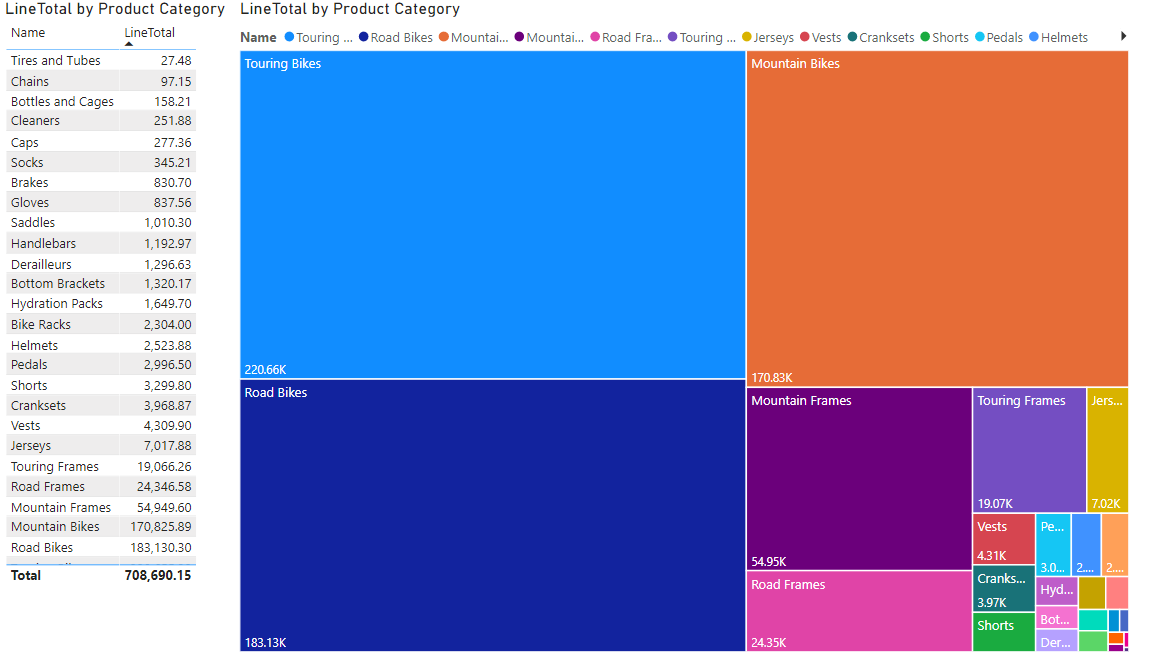 LineTotal by Product Category
Name LineTotal
Tires and Tubes 27.48
Chains 97.15
Bottles and Cages 158.21
Cleaners 251.88
Caps 277.36
Socks 345.21
Brakes 830.70
Gloves 837.56
Saddles 1,010.30
Handlebars 1,192.97
Derailleurs 1,296.63
Bottom Brackets 1,320.17
Hydration Packs 1,649.70
Bike Racks 2,304.00
Helmets 2,523.88
Pedals 2,996.50
Shorts 3,299.80
Cranksets 3,968.87
Vests 4,309.90
Jerseys 7,017.88
Touring Frames 19,066.26
Road Frames 24,346.58
Mountain Frames 54,949.60
Mountain Bikes 170,825.89
Road Bikes 183,130.30
Total 708,690.15
LineTotal by Product Category
Name Touring ... Road Bikes Mountai... Mountai... Road Fra... Touring ... Jerseys Vests Cranksets Shorts Pedals Helmets
Touring Bikes
220.66K
Road Bikes
183.13K
Mountain Bikes
170.83K
Mountain Frames
54.95K
Road Frames
24.35K
Touring Frames
19.07K
Jers...
7.02K
Vests
4.31K
Cranks...
3.97K
Shorts
Pe...
3.0...
2....
2....
Hyd...
Bot...
Der...